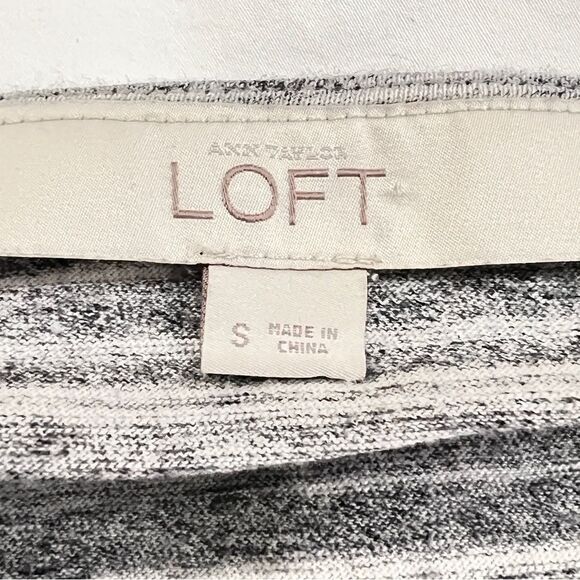 ANN TAYLOR
LOFT
S MADE IN
CHINA